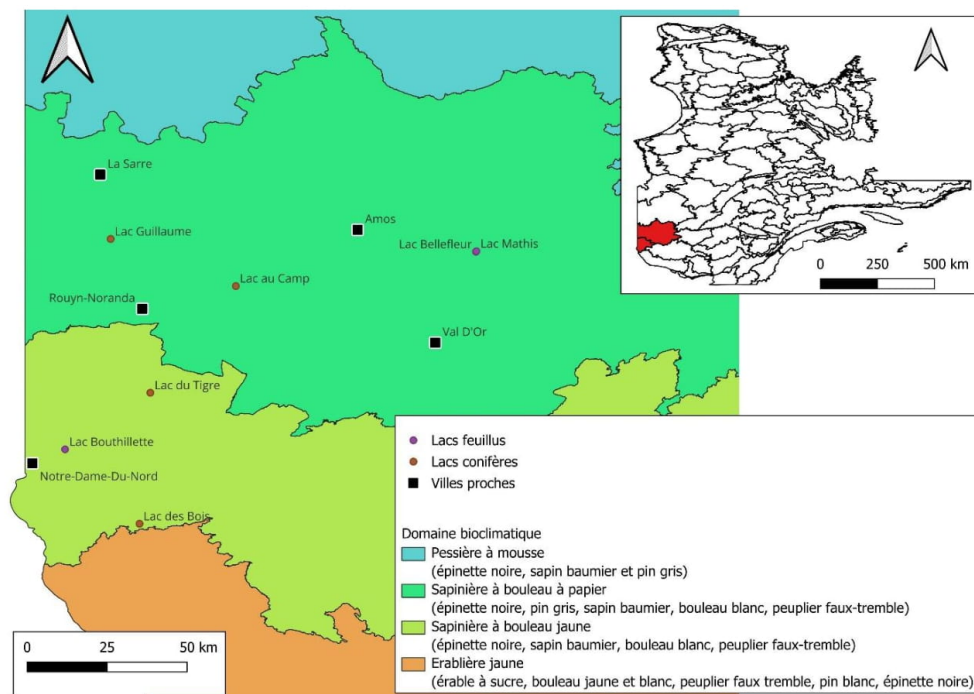 La Sarre
Lac Guillaume
Amos
Lac Bellefleur
Lac Mathis
Lac au Camp
Rouyn-Noranda
Val D'Or
Lac du Tigre
Lac Bouthillette
Notre-Dame-Du-Nord
Lac des Bois
0 250 500 km
Lacs feuillus
Lacs conifères
Villes proches
Domaine bioclimatique
Pessière à mousse
(épinette noire, sapin baumier et pin gris)
Sapinière à bouleau à papier
(épinette noire, pin gris, sapin baumier, bouleau blanc, peuplier faux-tremble)
Sapinière à bouleau jaune
(épinette noire, sapin baumier, bouleau blanc, peuplier faux-tremble)
Erablière jaune
(érable à sucre, bouleau jaune et blanc, peuplier faux tremble, pin blanc, épinette noire)
0 25 50 km